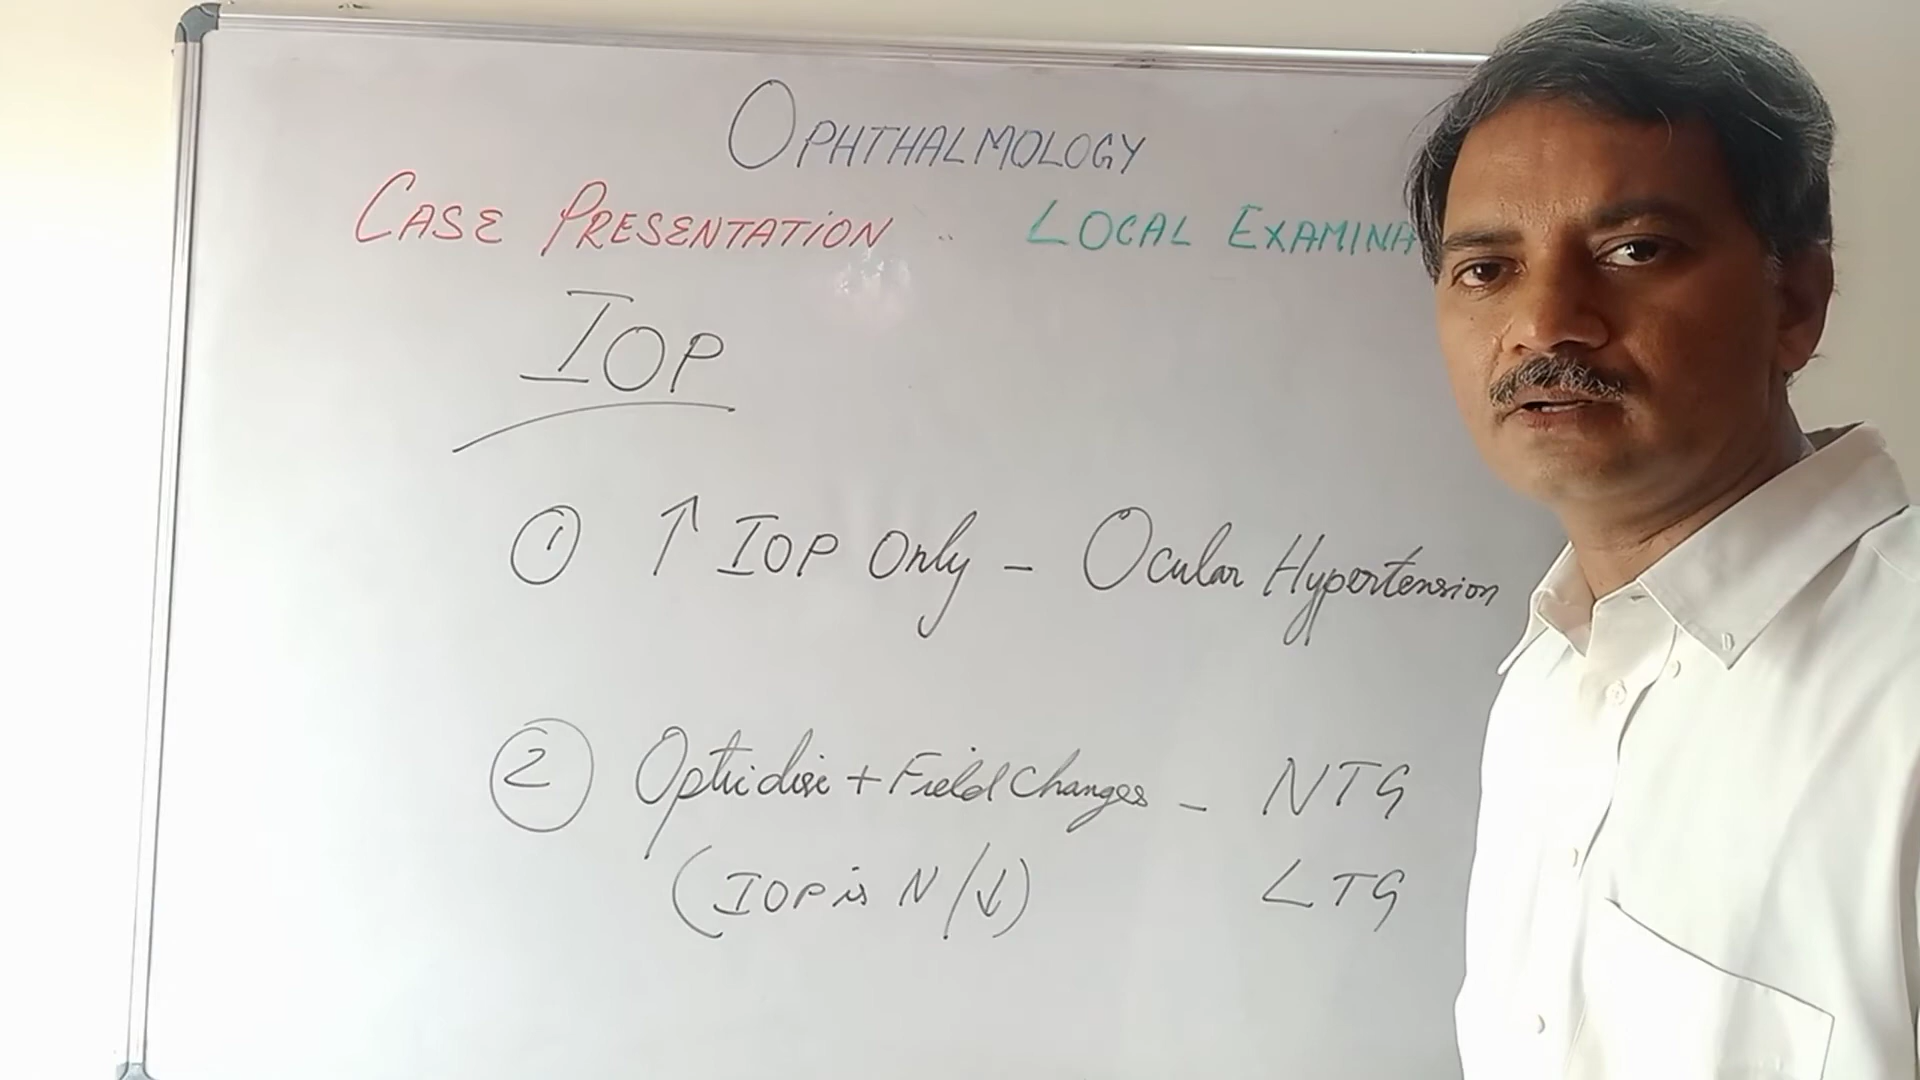 OPHTHALMOLOGY
CASE PRESENTATION .. LOCAL EXAMINA
IOP
① ↑ IOP Only - Ocular Hypertension
② Optic disc + Field Changes - NTG
(IOP is N/↓) LTG